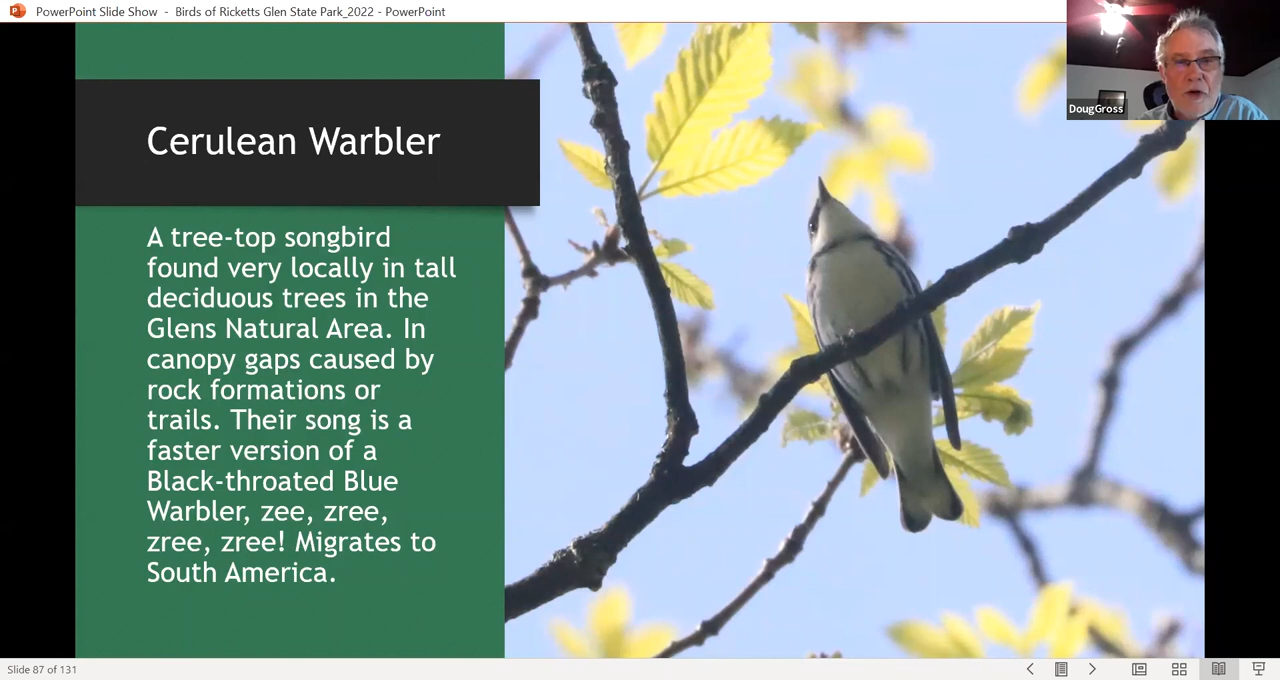 PowerPoint Slide Show - Birds of Ricketts Glen State Park_2022 - PowerPoint
DougGross
Cerulean Warbler
A tree-top songbird
found very locally in tall
deciduous trees in the
Glens Natural Area. In
canopy gaps caused by
rock formations or
trails. Their song is a
faster version of a
Black-throated Blue
Warbler, zee, zree,
zree, zree! Migrates to
South America.
Slide 87 of 131